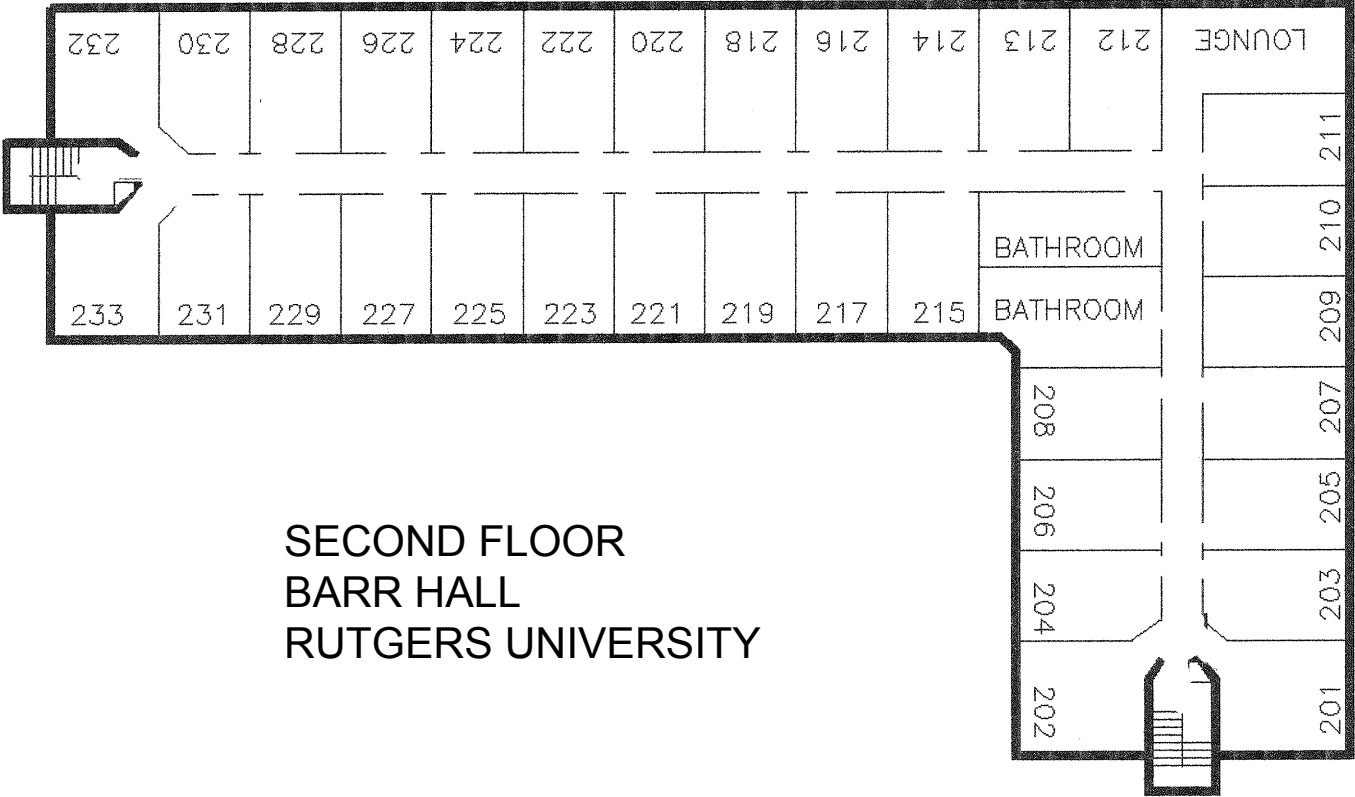 232 230 228 226 224 222 220 218 216 214 213 212 LOUNGE
211
210
BATHROOM
209
233 231 229 227 225 223 221 219 217 215 BATHROOM
208 207
206 205
204 203
202 201
SECOND FLOOR
BARR HALL
RUTGERS UNIVERSITY